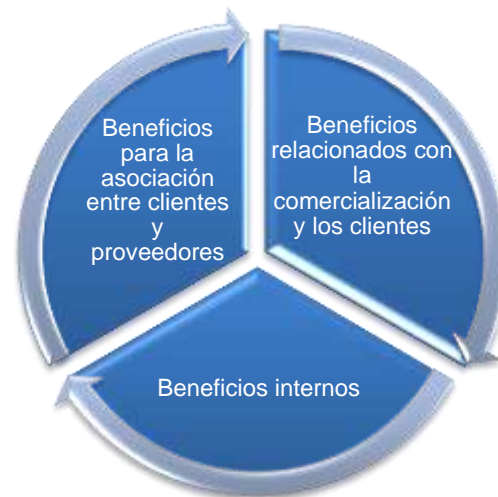 Beneficios
para la
asociación
entre clientes
y
proveedores
Beneficios
relacionados con
la
comercialización
y los clientes
Beneficios internos